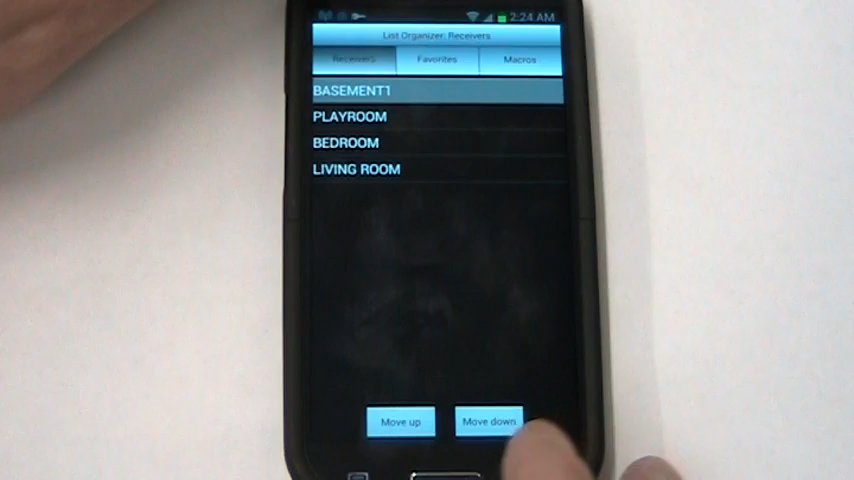 2:24 AM
List Organizer: Receivers
Receivers Favorites Macros
BASEMENT1
PLAYROOM
BEDROOM
LIVING ROOM
Move up Move down